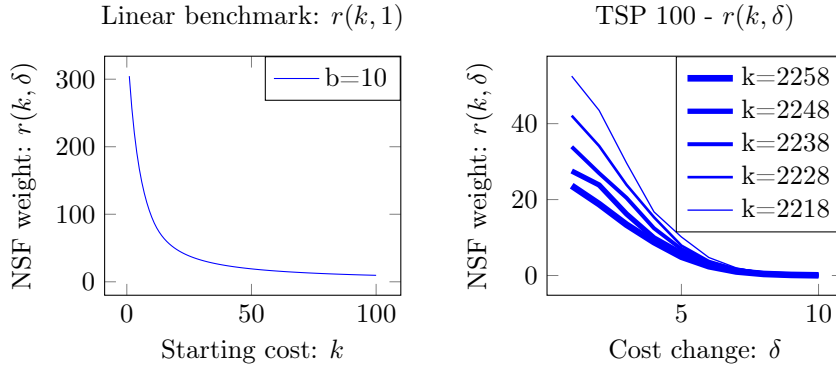 Linear benchmark: r(k, 1)
NSF weight: r(k, δ)
300
200
100
0
b=10
0
50
100
Starting cost: k
TSP 100 - r(k, δ)
NSF weight: r(k, δ)
40
20
0
k=2258
k=2248
k=2238
k=2228
k=2218
5
10
Cost change: δ